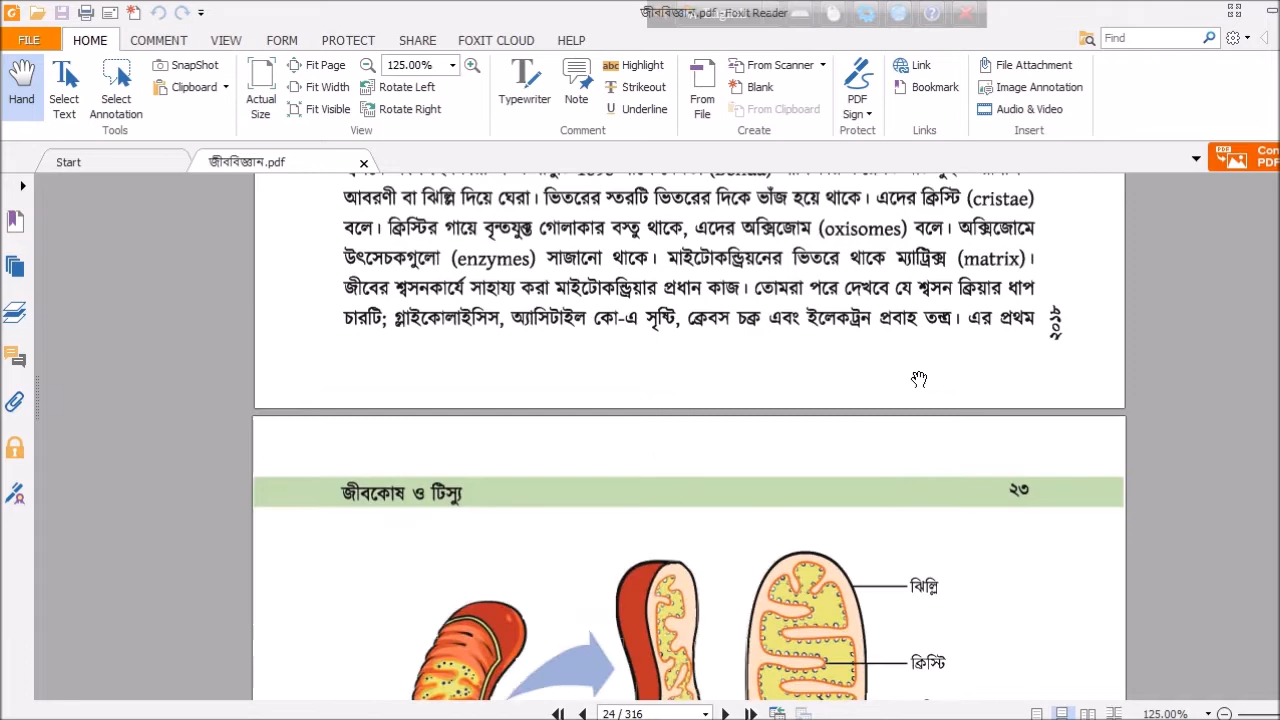 জীববিজ্ঞান.pdf - Foxit Reader
FILE HOME COMMENT VIEW FORM PROTECT SHARE FOXIT CLOUD HELP Find
Hand
Select Text
Select Annotation
SnapShot
Clipboard
Tools
Actual Size
Fit Page
Fit Width
Fit Visible
125.00%
Rotate Left
Rotate Right
View
Typewriter
Note
Highlight
Strikeout
Underline
Comment
From File
From Scanner
Blank
From Clipboard
Create
PDF Sign
Protect
Link
Bookmark
Links
File Attachment
Image Annotation
Audio & Video
Insert
Start জীববিজ্ঞান.pdf
আবরণী বা ঝিল্লি দিয়ে ঘেরা। ভিতরের স্তরটি ভিতরের দিকে ভাঁজ হয়ে থাকে। এদের ক্রিস্টি (cristae)
বলে। ক্রিস্টির গায়ে বৃন্তযুক্ত গোলাকার বস্তু থাকে, এদের অক্সিজোম (oxisomes) বলে। অক্সিজোমে
উৎসেচকগুলো (enzymes) সাজানো থাকে। মাইটোকন্ড্রিয়নের ভিতরে থাকে ম্যাট্রিক্স (matrix)।
জীবের শ্বসনকার্যে সাহায্য করা মাইটোকন্ড্রিয়ার প্রধান কাজ। তোমরা পরে দেখবে যে শ্বসন ক্রিয়ার ধাপ
চারটি; গ্লাইকোলাইসিস, অ্যাসিটাইল কো-এ সৃষ্টি, ক্রেবস চক্র এবং ইলেকট্রন প্রবাহ তন্ত্র। এর প্রথম
জীবকোষ ও টিস্যু ২৩
ঝিল্লি
ক্রিস্টি
24 / 316 125.00%